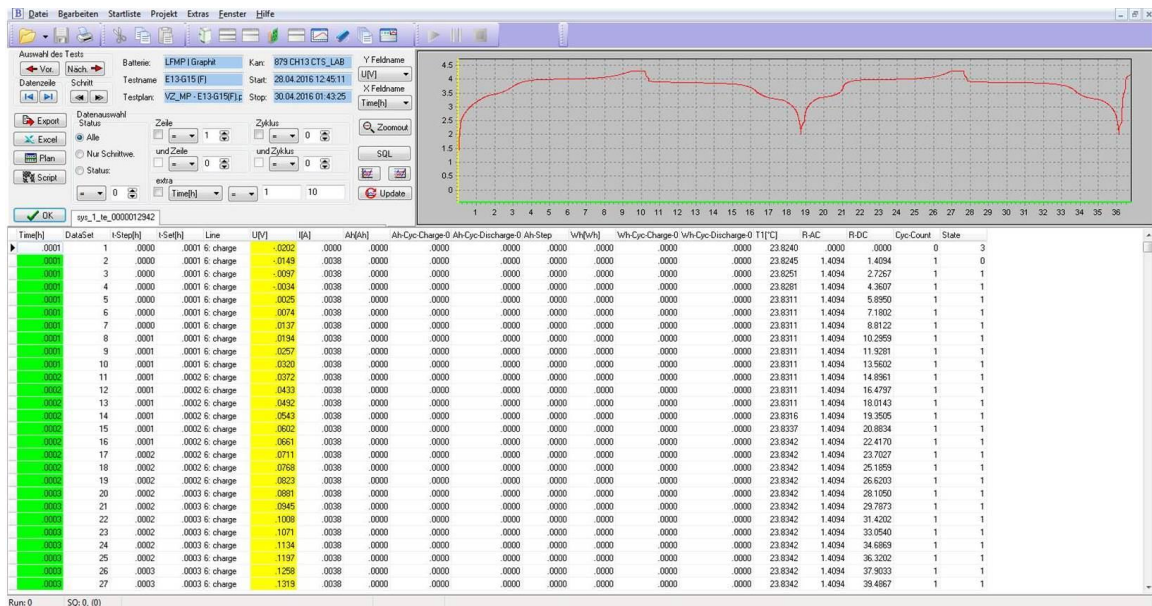 Datei Bearbeiten Startliste Projekt Extras Fenster Hilfe
Auswahl des Tests
Vor. Näch.
Datenzeile Schritt
Batterie: LFMP | Graphit Kan: 879 CH13 CTS_LAB
Testname E13-G15 (F) Start: 28.04.2016 12:45:11
Testplan: VZ_MP - E13-G15(F).p Stop: 30.04.2016 01:43:25
Y Feldname
U[V]
X Feldname
Time[h]
Zoomout
SQL
Update
Export
Excel
Plan
Script
OK
Datenauswahl
Status Zeile Zyklus
Alle = 1 = 0
Nur Schrittwe. und Zeile und Zyklus
= 0 = 0
Status: extra
= 0 Time[h] = 1 10
sys_1_te_0000012942
4.5
4
3.5
3
2.5
2
1.5
1
0.5
0
1 2 3 4 5 6 7 8 9 10 11 12 13 14 15 16 17 18 19 20 21 22 23 24 25 26 27 28 29 30 31 32 33 34 35 36
Time[h] DataSet t-Step[h] t-Set[h] Line U[V] I[A] Ah[Ah] Ah-Cyc-Charge-0 Ah-Cyc-Discharge-0 Ah-Step Wh[Wh] Wh-Cyc-Charge-0 Wh-Cyc-Discharge-0 T1[°C] R-AC R-DC Cyc-Count State
.0001 1 .0000 .0001 6: charge -.0202 .0000 .0000 .0000 .0000 .0000 .0000 .0000 .0000 23.8240 .0000 .0000 0 3
.0001 2 .0000 .0001 6: charge -.0149 .0038 .0000 .0000 .0000 .0000 .0000 .0000 .0000 23.8245 1.4094 1.4094 1 0
.0001 3 .0000 .0001 6: charge -.0097 .0038 .0000 .0000 .0000 .0000 .0000 .0000 .0000 23.8251 1.4094 2.7267 1 1
.0001 4 .0000 .0001 6: charge -.0034 .0038 .0000 .0000 .0000 .0000 .0000 .0000 .0000 23.8281 1.4094 4.3607 1 1
.0001 5 .0000 .0001 6: charge .0025 .0038 .0000 .0000 .0000 .0000 .0000 .0000 .0000 23.8311 1.4094 5.8950 1 1
.0001 6 .0000 .0001 6: charge .0074 .0038 .0000 .0000 .0000 .0000 .0000 .0000 .0000 23.8311 1.4094 7.1802 1 1
.0001 7 .0000 .0001 6: charge .0137 .0038 .0000 .0000 .0000 .0000 .0000 .0000 .0000 23.8311 1.4094 8.8122 1 1
.0001 8 .0001 .0001 6: charge .0194 .0038 .0000 .0000 .0000 .0000 .0000 .0000 .0000 23.8311 1.4094 10.2959 1 1
.0001 9 .0001 .0001 6: charge .0257 .0038 .0000 .0000 .0000 .0000 .0000 .0000 .0000 23.8311 1.4094 11.9281 1 1
.0001 10 .0001 .0001 6: charge .0320 .0038 .0000 .0000 .0000 .0000 .0000 .0000 .0000 23.8311 1.4094 13.5602 1 1
.0002 11 .0001 .0002 6: charge .0372 .0038 .0000 .0000 .0000 .0000 .0000 .0000 .0000 23.8311 1.4094 14.8961 1 1
.0002 12 .0001 .0002 6: charge .0433 .0038 .0000 .0000 .0000 .0000 .0000 .0000 .0000 23.8311 1.4094 16.4797 1 1
.0002 13 .0001 .0002 6: charge .0492 .0038 .0000 .0000 .0000 .0000 .0000 .0000 .0000 23.8311 1.4094 18.0143 1 1
.0002 14 .0001 .0002 6: charge .0543 .0038 .0000 .0000 .0000 .0000 .0000 .0000 .0000 23.8316 1.4094 19.3505 1 1
.0002 15 .0001 .0002 6: charge .0602 .0038 .0000 .0000 .0000 .0000 .0000 .0000 .0000 23.8337 1.4094 20.8834 1 1
.0002 16 .0001 .0002 6: charge .0661 .0038 .0000 .0000 .0000 .0000 .0000 .0000 .0000 23.8342 1.4094 22.4170 1 1
.0002 17 .0002 .0002 6: charge .0711 .0038 .0000 .0000 .0000 .0000 .0000 .0000 .0000 23.8342 1.4094 23.7027 1 1
.0002 18 .0002 .0002 6: charge .0768 .0038 .0000 .0000 .0000 .0000 .0000 .0000 .0000 23.8342 1.4094 25.1859 1 1
.0002 19 .0002 .0002 6: charge .0823 .0038 .0000 .0000 .0000 .0000 .0000 .0000 .0000 23.8342 1.4094 26.6203 1 1
.0003 20 .0002 .0003 6: charge .0881 .0038 .0000 .0000 .0000 .0000 .0000 .0000 .0000 23.8342 1.4094 28.1050 1 1
.0003 21 .0002 .0003 6: charge .0945 .0038 .0000 .0000 .0000 .0000 .0000 .0000 .0000 23.8342 1.4094 29.7873 1 1
.0003 22 .0002 .0003 6: charge .1008 .0038 .0000 .0000 .0000 .0000 .0000 .0000 .0000 23.8342 1.4094 31.4202 1 1
.0003 23 .0002 .0003 6: charge .1071 .0038 .0000 .0000 .0000 .0000 .0000 .0000 .0000 23.8342 1.4094 33.0540 1 1
.0003 24 .0002 .0003 6: charge .1134 .0038 .0000 .0000 .0000 .0000 .0000 .0000 .0000 23.8342 1.4094 34.6869 1 1
.0003 25 .0002 .0003 6: charge .1197 .0038 .0000 .0000 .0000 .0000 .0000 .0000 .0000 23.8342 1.4094 36.3202 1 1
.0003 26 .0003 .0003 6: charge .1258 .0038 .0000 .0000 .0000 .0000 .0000 .0000 .0000 23.8342 1.4094 37.9033 1 1
.0003 27 .0003 .0003 6: charge .1319 .0038 .0000 .0000 .0000 .0000 .0000 .0000 .0000 23.8342 1.4094 39.4867 1 1
Run: 0 SQ: 0, (0)